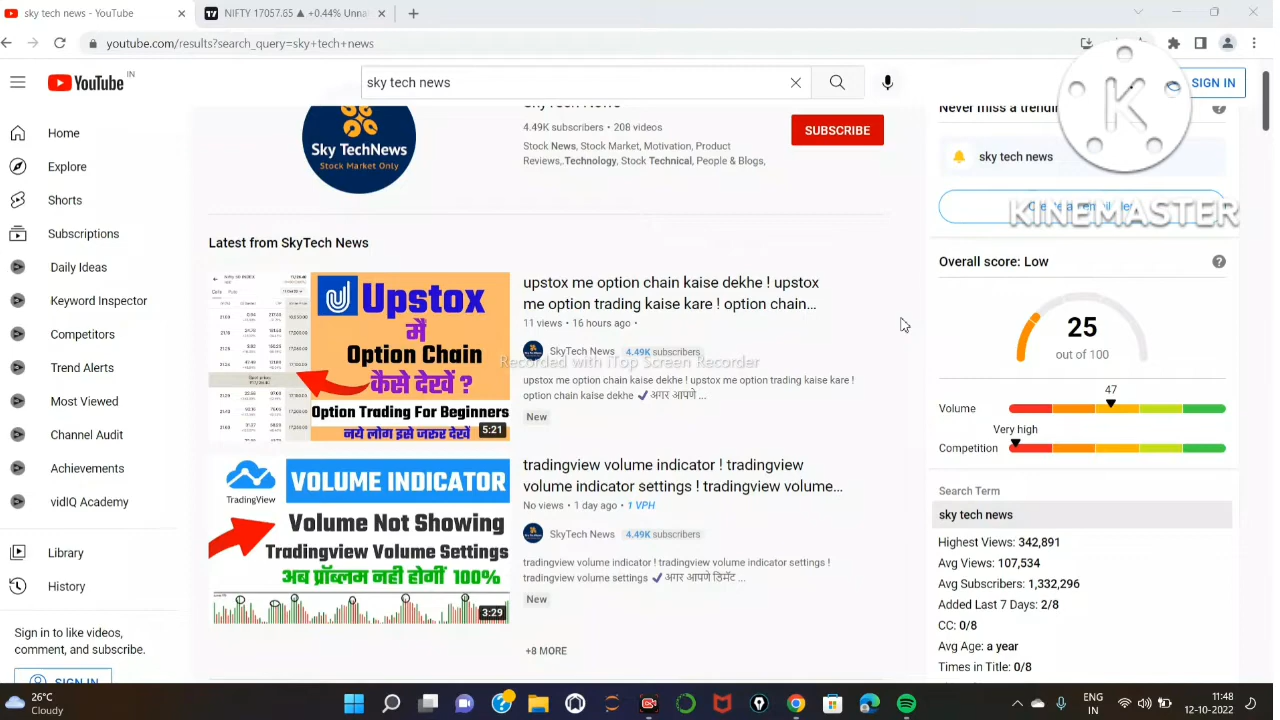 sky tech news - YouTube
NIFTY 17057.65 ▲ +0.44% Unna
youtube.com/results?search_query=sky+tech+news
YouTube IN
sky tech news
SIGN IN
Home
Explore
Shorts
Subscriptions
Daily Ideas
Keyword Inspector
Competitors
Trend Alerts
Most Viewed
Channel Audit
Achievements
vidIQ Academy
Library
History
Sign in to like videos,
comment, and subscribe.
SIGN IN
Sky TechNews
Stock Market Only
4.49K subscribers • 208 videos
Stock News, Stock Market, Motivation, Product
Reviews,.Technology, Stock Technical, People & Blogs,
SUBSCRIBE
Latest from SkyTech News
Upstox
में
Option Chain
कैसे देखें ?
Option Trading For Beginners
नये लोग इसे जरूर देखें
5:21
upstox me option chain kaise dekhe ! upstox
me option trading kaise kare ! option chain...
11 views • 16 hours ago •
SkyTech News 4.49K subscribers
Recorded with iTop Screen Recorder
upstox me option chain kaise dekhe ! upstox me option trading kaise kare !
option chain kaise dekhe ✔अगर आपणे ...
New
TradingView
VOLUME INDICATOR
Volume Not Showing
Tradingview Volume Settings
अब प्रॉब्लम नही होगीं 100%
3:29
tradingview volume indicator ! tradingview
volume indicator settings ! tradingview volume...
No views • 1 day ago • 1 VPH
SkyTech News 4.49K subscribers
tradingview volume indicator ! tradingview volume indicator settings !
tradingview volume settings ✔अगर आपणे डिमॅट ...
New
+8 MORE
Never miss a trendin
sky tech news
KINEMASTER
Overall score: Low
25
out of 100
47
Volume
Very high
Competition
Search Term
sky tech news
Highest Views: 342,891
Avg Views: 107,534
Avg Subscribers: 1,332,296
Added Last 7 Days: 2/8
CC: 0/8
Avg Age: a year
Times in Title: 0/8
26°C
Cloudy
ENG
IN
11:48
12-10-2022